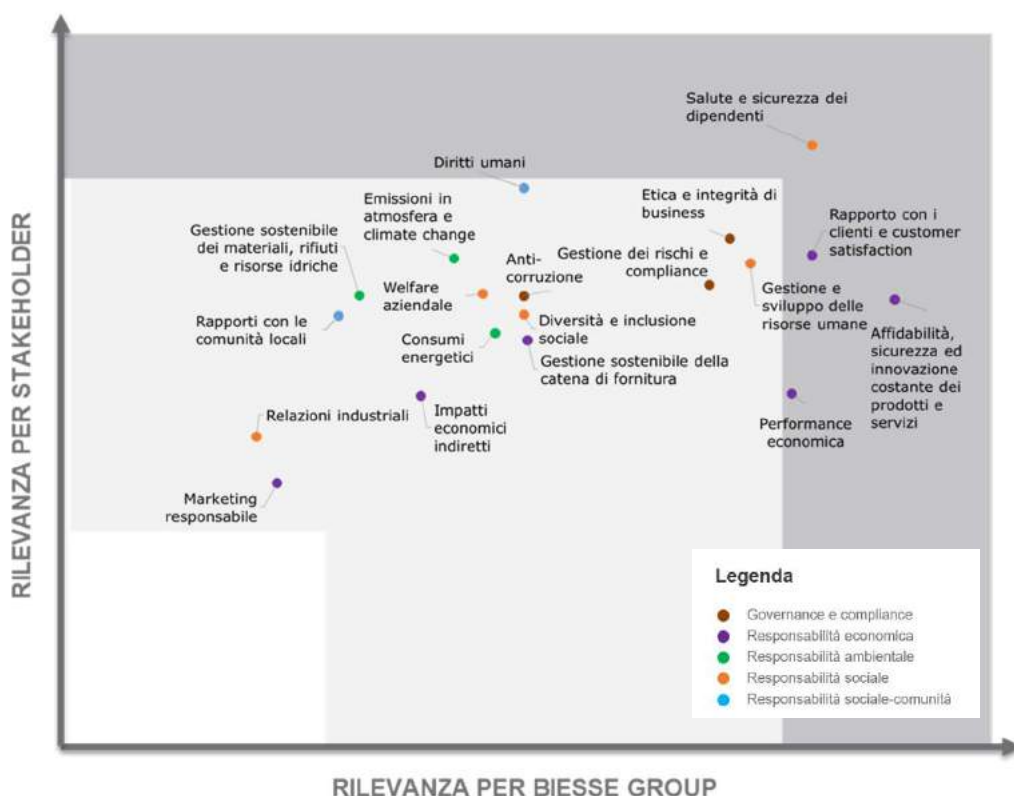 Salute e sicurezza dei
dipendenti
Diritti umani
Emissioni in
atmosfera e
climate change
Etica e integrità di
business
Rapporto con i
clienti e customer
satisfaction
Gestione sostenibile
dei materiali, rifiuti
e risorse idriche
Anti-
corruzione
Gestione dei rischi e
compliance
Welfare
aziendale
Gestione e
sviluppo delle
risorse umane
Rapporti con le
comunità locali
Consumi
energetici
Diversità e inclusione
sociale
Gestione sostenibile della
catena di fornitura
Affidabilità,
sicurezza ed
innovazione
costante dei
prodotti e
servizi
Relazioni industriali
Impatti
economici
indiretti
Performance
economica
Marketing
responsabile
Legenda
Governance e compliance
Responsabilità economica
Responsabilità ambientale
Responsabilità sociale
Responsabilità sociale-comunità
RILEVANZA PER STAKEHOLDER
RILEVANZA PER BIESSE GROUP